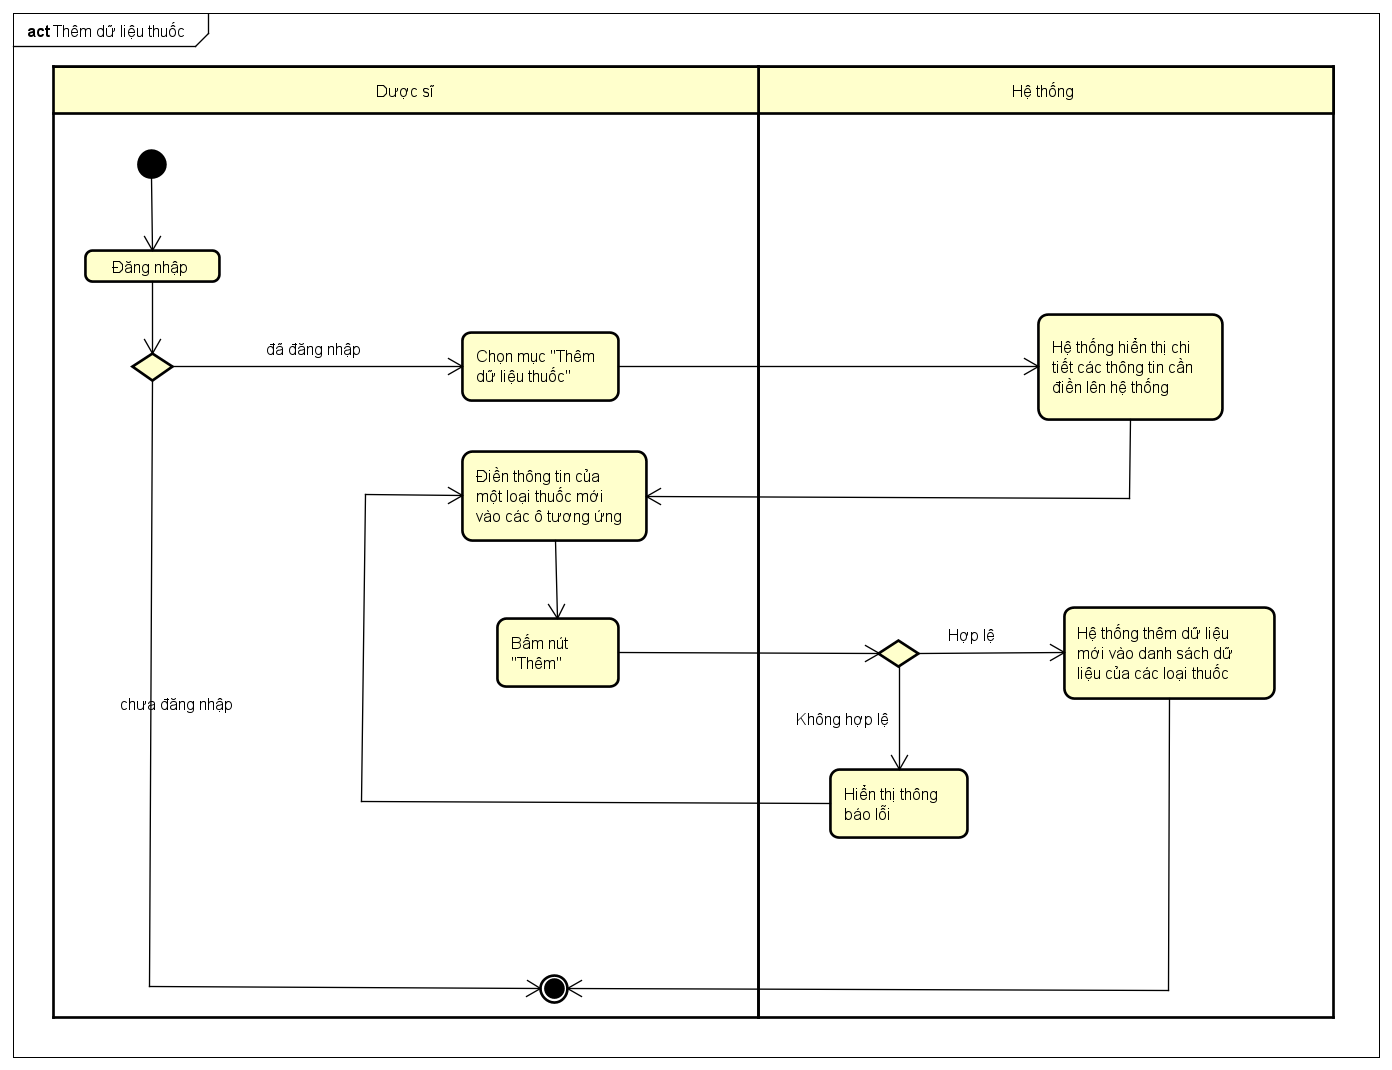 act Thêm dữ liệu thuốc
Dược sĩ
Hệ thống
Đăng nhập
đã đăng nhập
Chọn mục "Thêm
dữ liệu thuốc"
Hệ thống hiển thị chi
tiết các thông tin cần
điền lên hệ thống
Điền thông tin của
một loại thuốc mới
vào các ô tương ứng
Bấm nút
"Thêm"
Hợp lệ
Hệ thống thêm dữ liệu
mới vào danh sách dữ
liệu của các loại thuốc
chưa đăng nhập
Không hợp lệ
Hiển thị thông
báo lỗi